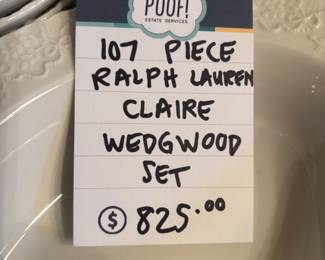 POOF!
ESTATE SERVICES
107 PIECE
RALPH LAUREN
CLAIRE
WEDGWOOD
SET
$ 825.00